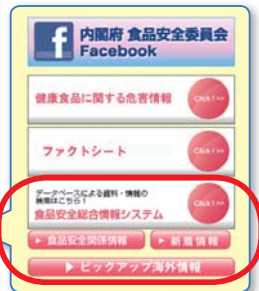 f 内閣府 食品安全委員会
Facebook
健康食品に関する危害情報 Click!>>
ファクトシート Click!>>
データベースによる資料・情報の
検索はこちら!
食品安全総合情報システム Click!>>
▶ 食品安全関係情報 ▶ 新着情報
▶ ピックアップ海外情報